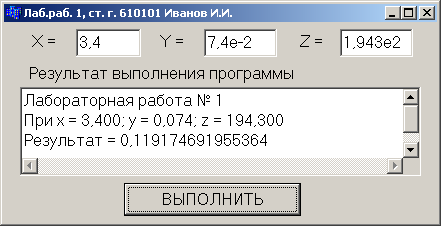 Лаб.раб. 1, ст. г. 610101 Иванов И.И.
X = 3,4 Y = 7,4e-2 Z = 1,943e2
Результат выполнения программы
Лабораторная работа № 1
При x = 3,400; y = 0,074; z = 194,300
Результат = 0,119174691955364
ВЫПОЛНИТЬ